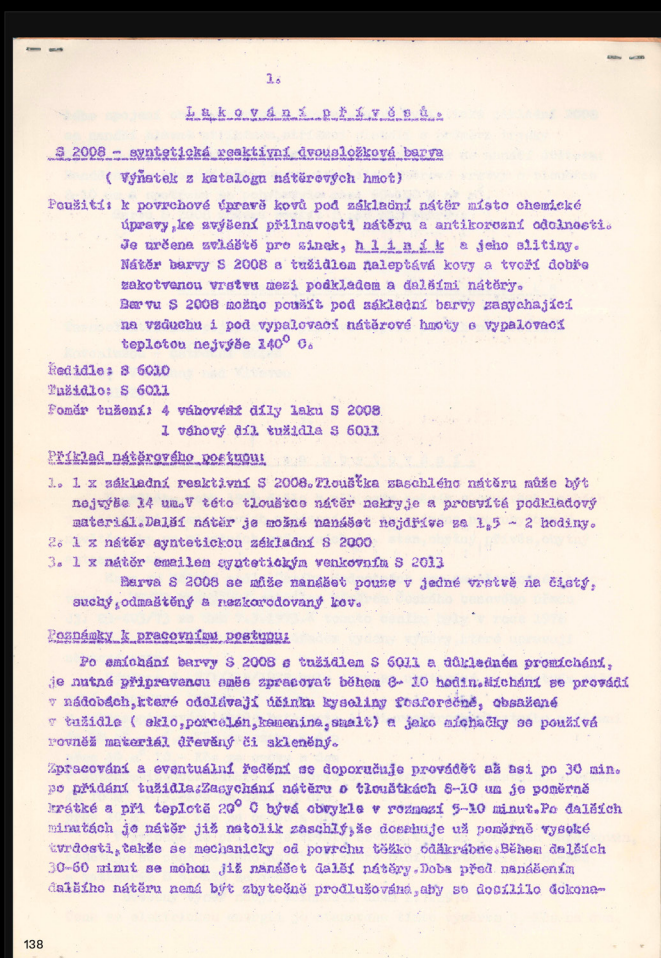 1.
Lakování přívěsů.
S 2008 - syntetická reaktivní dvousložková barva
( Výňatek z katalogu nátěrových hmot)
Použití: k povrchové úpravě kovů pod základní nátěr místo chemické
úpravy,ke zvýšení přilnavosti nátěru a antikorozní odolnosti.
Je určena zvláště pro zinek, h l i n í k a jeho slitiny.
Nátěr barvy S 2008 s tužidlem naleptává kovy a tvoří dobře
zakotvenou vrstvu mezi podkladem a dalšími nátěry.
Barvu S 2008 možno použít pod základní barvy zasychající
na vzduchu i pod vypalovací nátěrové hmoty s vypalovací
teplotou nejvýše 140° C.
Ředidlo: S 6010
Tužidlo: S 6011
Poměr tužení: 4 váhové díly laku S 2008
1 váhový díl tužidla S 6011
Příklad nátěrového postupu:
1. 1 x základní reaktivní S 2008.Tloušťka zaschlého nátěru může být
nejvýše 14 um.V této tloušťce nátěr nekryje a prosvítá podkladový
materiál.Další nátěr je možné nanášet nejdříve za 1,5 - 2 hodiny.
2. 1 x nátěr syntetickou základní S 2000
3. 1 x nátěr emailem syntetickým venkovním S 2013
Barva S 2008 se může nanášet pouze v jedné vrstvě na čistý,
suchý,odmaštěný a nezkorodovaný kov.
Poznámky k pracovnímu postupu:
Po smíchání barvy S 2008 s tužidlem S 6011 a důkladném promíchání,
je nutná připravenou směs zpracovat během 8- 10 hodin.Míchání se provádí
v nádobách,které odolávají účinku kyseliny fosforečné, obsažené
v tužidle ( sklo,porcelán,kamenina,smalt) a jako míchačky se používá
rovněž materiál dřevěný či skleněný.
Zpracování a eventuální ředění se doporučuje provádět až asi po 30 min.
po přidání tužidla.Zasychání nátěru o tloušťkách 8-10 um je poměrně
krátké a při teplotě 20° C bývá obvykle v rozmezí 5-10 minut.Po dalších
minutách je nátěr již natolik zaschlý,že dosahuje už poměrně vysoké
tvrdosti,takže se mechanicky od povrchu těžko odškrábne.Během dalších
30-60 minut se mohou již nanášet další nátěry.Doba před nanášením
dalšího nátěru nemá být zbytečně prodlužována,aby se docílilo dokona-
138